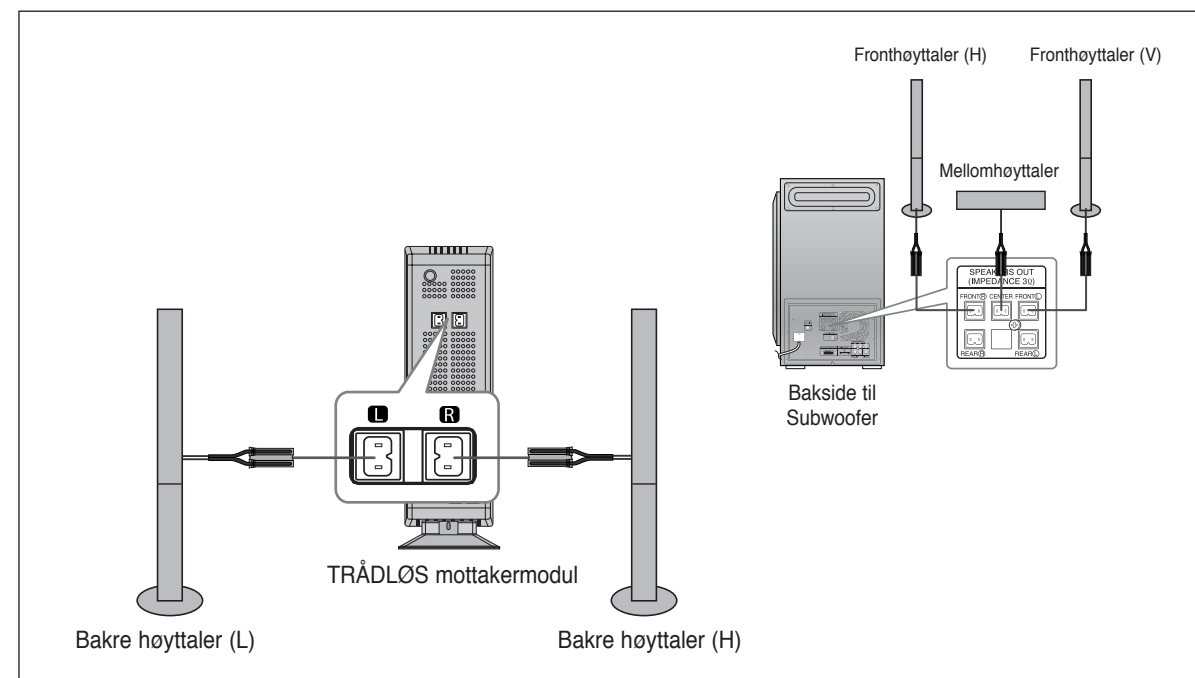 Fronthøyttaler (H) Fronthøyttaler (V)
Mellomhøyttaler
SPEAKERS OUT
(IMPEDANCE 3Ω)
FRONT R CENTER FRONT L
REAR R REAR L
Bakside til
Subwoofer
L R
TRÅDLØS mottakermodul
Bakre høyttaler (L) Bakre høyttaler (H)